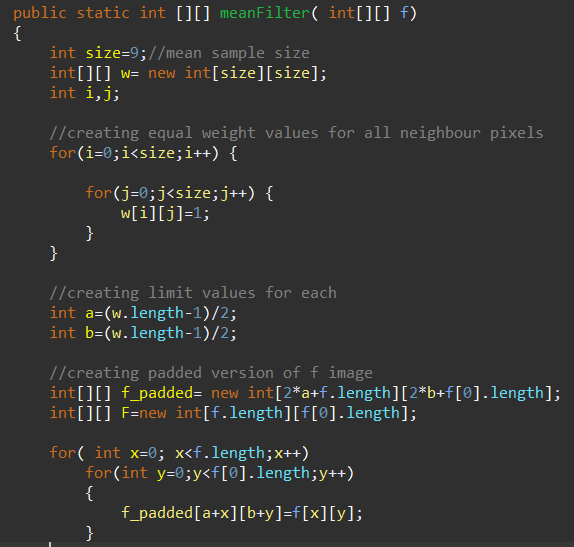 public static int [][] meanFilter( int[][] f)
{
int size=9;//mean sample size
int[][] w= new int[size][size];
int i,j;
//creating equal weight values for all neighbour pixels
for(i=0;i<size;i++) {
for(j=0;j<size;j++) {
w[i][j]=1;
}
}
//creating limit values for each
int a=(w.length-1)/2;
int b=(w.length-1)/2;
//creating padded version of f image
int[][] f_padded= new int[2*a+f.length][2*b+f[0].length];
int[][] F=new int[f.length][f[0].length];
for( int x=0; x<f.length;x++)
for(int y=0;y<f[0].length;y++)
{
f_padded[a+x][b+y]=f[x][y];
}